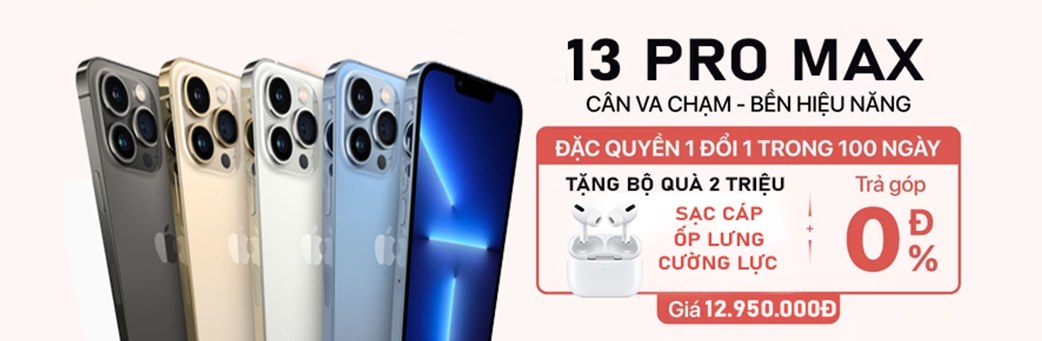 13 PRO MAX
CÂN VA CHẠM - BỀN HIỆU NĂNG
ĐẶC QUYỀN 1 ĐỔI 1 TRONG 100 NGÀY
TẶNG BỘ QUÀ 2 TRIỆU
SẠC CÁP
ỐP LƯNG
CƯỜNG LỰC
+
Trả góp
0Đ
%
Giá 12.950.000Đ